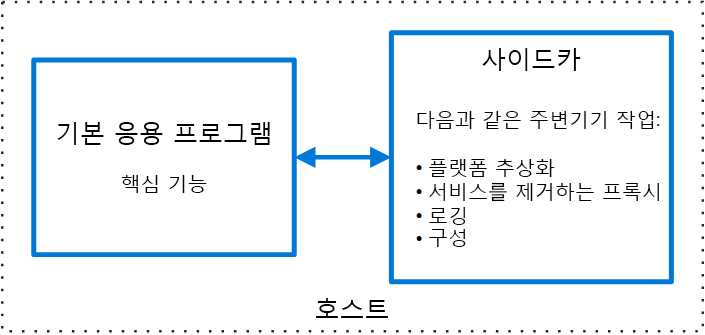 기본 응용 프로그램
핵심 기능
사이드카
다음과 같은 주변기기 작업:
• 플랫폼 추상화
• 서비스를 제거하는 프록시
• 로깅
• 구성
호스트